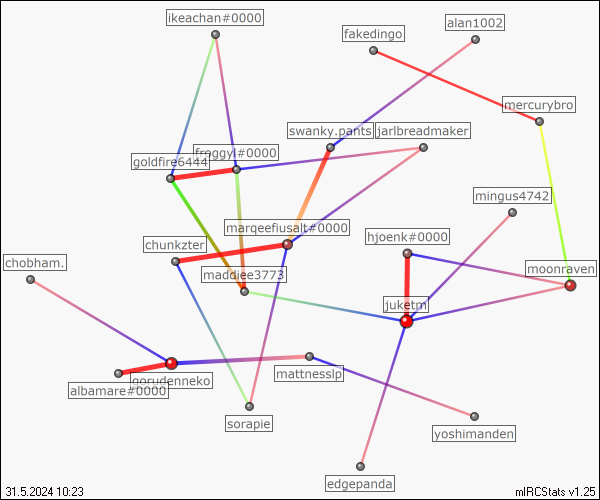 ikeachan#0000
alan1002
fakedingo
mercurybro
swanky.pants
jarlbreadmaker
froggyl#0000
goldfire6444
mingus4742
marqeefiusalt#0000
hjoenk#0000
chunkzter
chobham.
moonraven
maddiee3773
juketm
mattnesslp
gorudenneko
albamare#0000
sorapie
yoshimanden
edgepanda
31.5.2024 10:23
mIRCStats v1.25